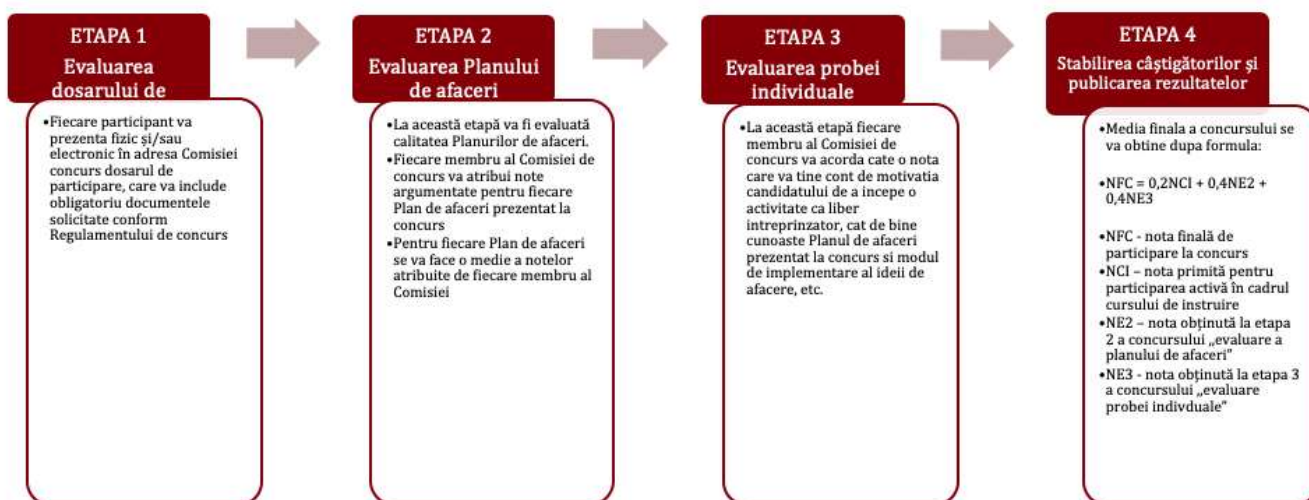 ETAPA 1
Evaluarea
dosarului de
•Fiecare participant va
prezenta fizic și/sau
electronic în adresa Comisiei
concurs dosarul de
participare, care va include
obligatoriu documentele
solicitate conform
Regulamentului de concurs
ETAPA 2
Evaluarea Planului
de afaceri
•La această etapă va fi evaluată
calitatea Planurilor de afaceri.
•Fiecare membru al Comisiei de
concurs va atribui note
argumentate pentru fiecare
Plan de afaceri prezentat la
concurs
•Pentru fiecare Plan de afaceri
se va face o medie a notelor
atribuite de fiecare membru al
Comisiei
ETAPA 3
Evaluarea probei
individuale
•La această etapă fiecare
membru al Comisiei de
concurs va acorda cate o nota
care va tine cont de motivatia
candidatului de a incepe o
activitate ca liber
intreprinzator, cat de bine
cunoaste Planul de afaceri
prezentat la concurs si modul
de implementare al ideii de
afacere, etc.
ETAPA 4
Stabilirea câștigătorilor și
publicarea rezultatelor
•Media finala a concursului se
va obtine dupa formula:
•NFC = 0,2NCI + 0,4NE2 +
0,4NE3
•NFC - nota finală de
participare la concurs
•NCI – nota primită pentru
participarea activă în cadrul
cursului de instruire
•NE2 – nota obținută la etapa
2 a concursului „evaluare a
planului de afaceri”
•NE3 - nota obținută la etapa 3
a concursului „evaluare
probei indivduale”